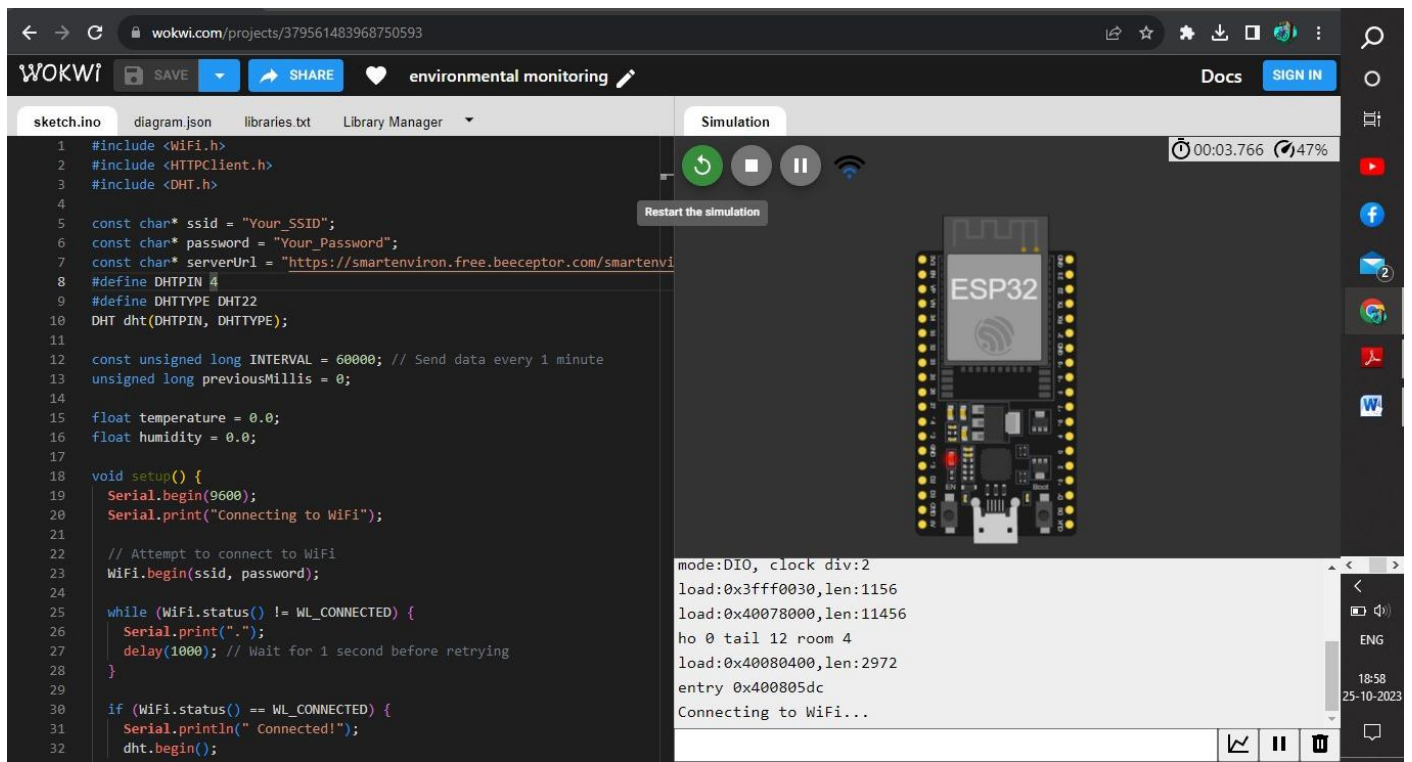 wokwi.com/projects/379561483968750593
WOKWI SAVE SHARE environmental monitoring Docs SIGN IN
sketch.ino diagram.json libraries.txt Library Manager
1 #include <WiFi.h>
2 #include <HTTPClient.h>
3 #include <DHT.h>
4
5 const char* ssid = "Your_SSID";
6 const char* password = "Your_Password";
7 const char* serverUrl = "https://smartenviron.free.beeceptor.com/smartenvi
8 #define DHTPIN 4
9 #define DHTTYPE DHT22
10 DHT dht(DHTPIN, DHTTYPE);
11
12 const unsigned long INTERVAL = 60000; // Send data every 1 minute
13 unsigned long previousMillis = 0;
14
15 float temperature = 0.0;
16 float humidity = 0.0;
17
18 void setup() {
19 Serial.begin(9600);
20 Serial.print("Connecting to WiFi");
21
22 // Attempt to connect to WiFi
23 WiFi.begin(ssid, password);
24
25 while (WiFi.status() != WL_CONNECTED) {
26 Serial.print(".");
27 delay(1000); // Wait for 1 second before retrying
28 }
29
30 if (WiFi.status() == WL_CONNECTED) {
31 Serial.println(" Connected!");
32 dht.begin();
Simulation
00:03.766 47%
Restart the simulation
ESP32
EN Boot
mode:DIO, clock div:2
load:0x3fff0030,len:1156
load:0x40078000,len:11456
ho 0 tail 12 room 4
load:0x40080400,len:2972
entry 0x400805dc
Connecting to WiFi...
2
ENG
18:58
25-10-2023